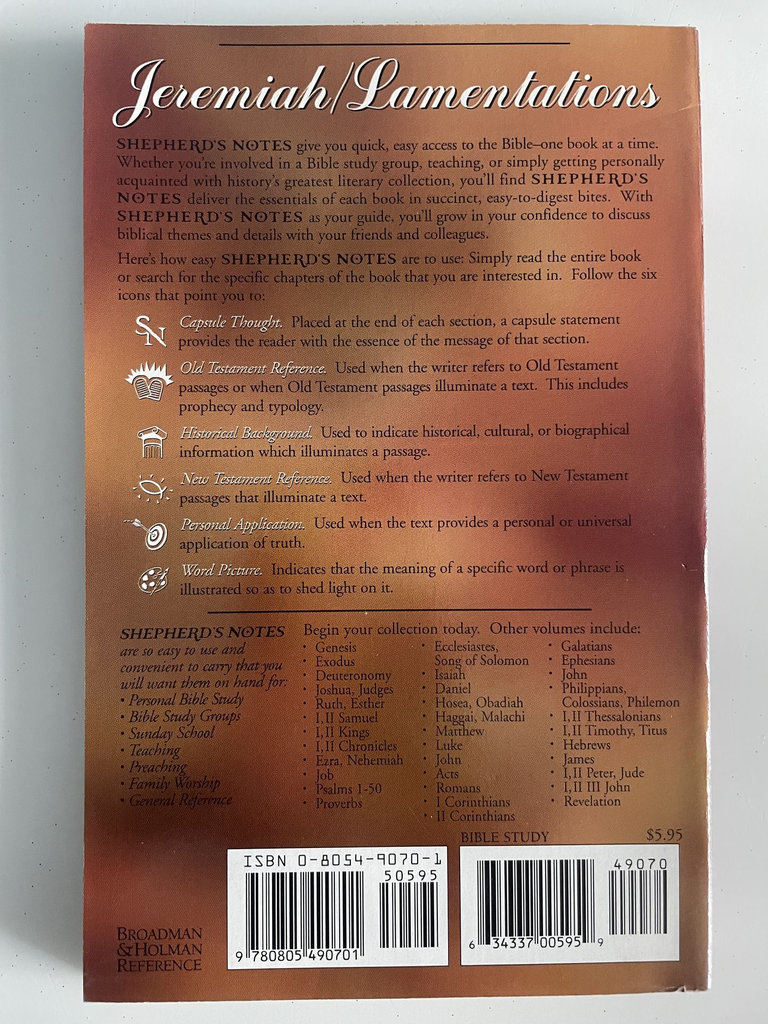 Jeremiah/Lamentations
SHEPHERD'S NOTES give you quick, easy access to the Bible–one book at a time.
Whether you're involved in a Bible study group, teaching, or simply getting personally
acquainted with history's greatest literary collection, you'll find SHEPHERD'S
NOTES deliver the essentials of each book in succinct, easy-to-digest bites. With
SHEPHERD'S NOTES as your guide, you'll grow in your confidence to discuss
biblical themes and details with your friends and colleagues.
Here's how easy SHEPHERD'S NOTES are to use: Simply read the entire book
or search for the specific chapters of the book that you are interested in. Follow the six
icons that point you to:
SN
Capsule Thought. Placed at the end of each section, a capsule statement
provides the reader with the essence of the message of that section.
Old Testament Reference. Used when the writer refers to Old Testament
passages or when Old Testament passages illuminate a text. This includes
prophecy and typology.
Historical Background. Used to indicate historical, cultural, or biographical
information which illuminates a passage.
New Testament Reference. Used when the writer refers to New Testament
passages that illuminate a text.
Personal Application. Used when the text provides a personal or universal
application of truth.
Word Picture. Indicates that the meaning of a specific word or phrase is
illustrated so as to shed light on it.
SHEPHERD'S NOTES
are so easy to use and
convenient to carry that you
will want them on hand for:
• Personal Bible Study
• Bible Study Groups
• Sunday School
• Teaching
• Preaching
• Family Worship
• General Reference
Begin your collection today. Other volumes include:
• Genesis
• Exodus
• Deuteronomy
• Joshua, Judges
• Ruth, Esther
• I, II Samuel
• I, II Kings
• I, II Chronicles
• Ezra, Nehemiah
• Job
• Psalms 1-50
• Proverbs
• Ecclesiastes,
Song of Solomon
• Isaiah
• Daniel
• Hosea, Obadiah
• Haggai, Malachi
• Matthew
• Luke
• John
• Acts
• Romans
• I Corinthians
• II Corinthians
• Galatians
• Ephesians
• John
• Philippians,
Colossians, Philemon
• I, II Thessalonians
• I, II Timothy, Titus
• Hebrews
• James
• I, II Peter, Jude
• I, II III John
• Revelation
BIBLE STUDY $5.95
ISBN 0-8054-9070-1
50595
9 780805 490701
49070
6 34337 00595 9
BROADMAN
&HOLMAN
REFERENCE